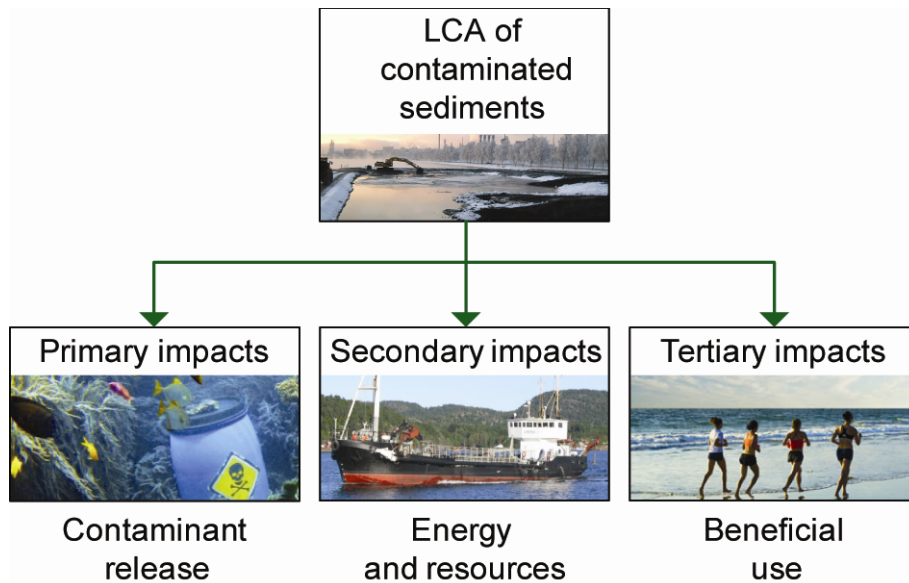 LCA of
contaminated
sediments
Primary impacts
Secondary impacts
Tertiary impacts
Contaminant
release
Energy
and resources
Beneficial
use